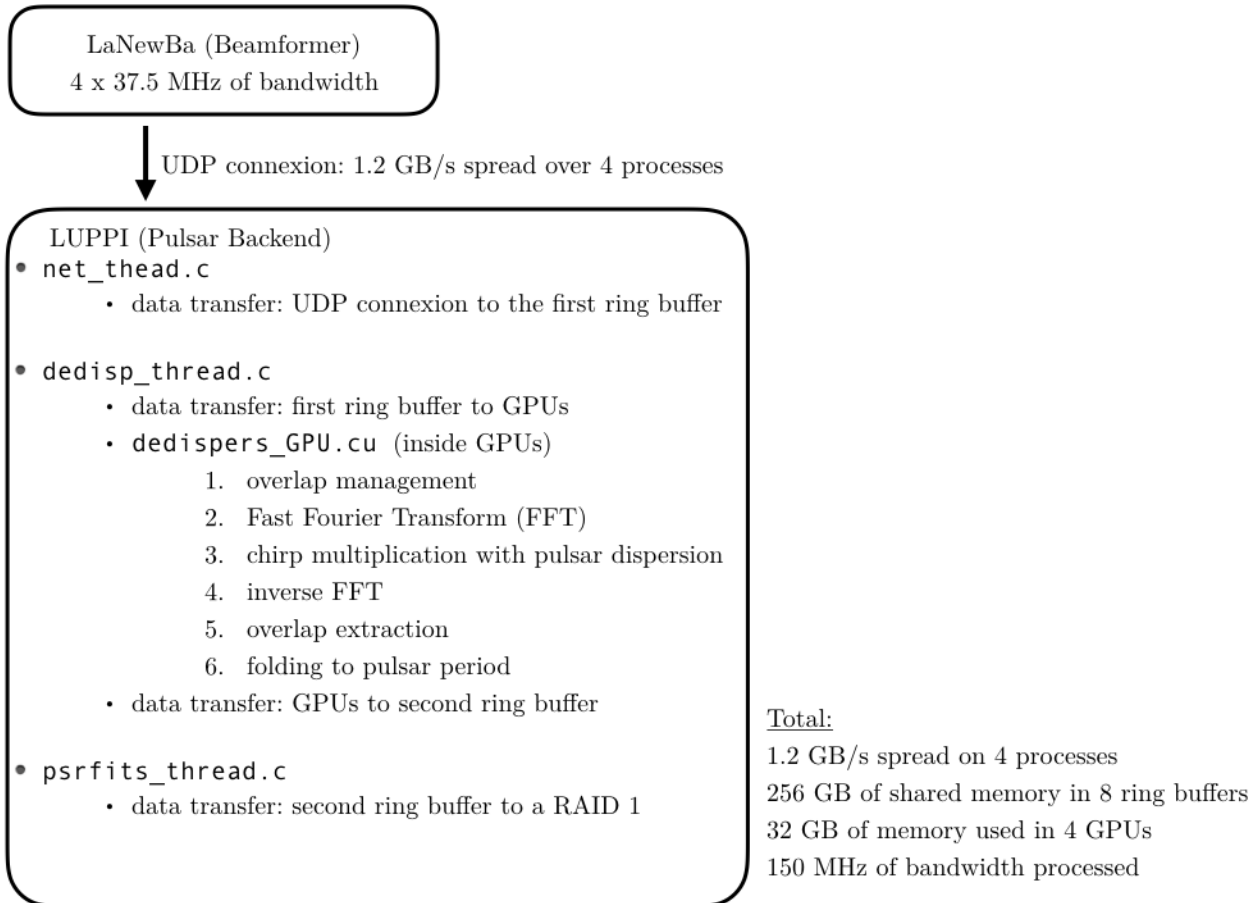 LaNewBa (Beamformer)
4 x 37.5 MHz of bandwidth
UDP connexion: 1.2 GB/s spread over 4 processes
LUPPI (Pulsar Backend)
• net_thead.c
• data transfer: UDP connexion to the first ring buffer
• dedisp_thread.c
• data transfer: first ring buffer to GPUs
• dedispers_GPU.cu (inside GPUs)
1. overlap management
2. Fast Fourier Transform (FFT)
3. chirp multiplication with pulsar dispersion
4. inverse FFT
5. overlap extraction
6. folding to pulsar period
• data transfer: GPUs to second ring buffer
• psrfits_thread.c
• data transfer: second ring buffer to a RAID 1
Total:
1.2 GB/s spread on 4 processes
256 GB of shared memory in 8 ring buffers
32 GB of memory used in 4 GPUs
150 MHz of bandwidth processed